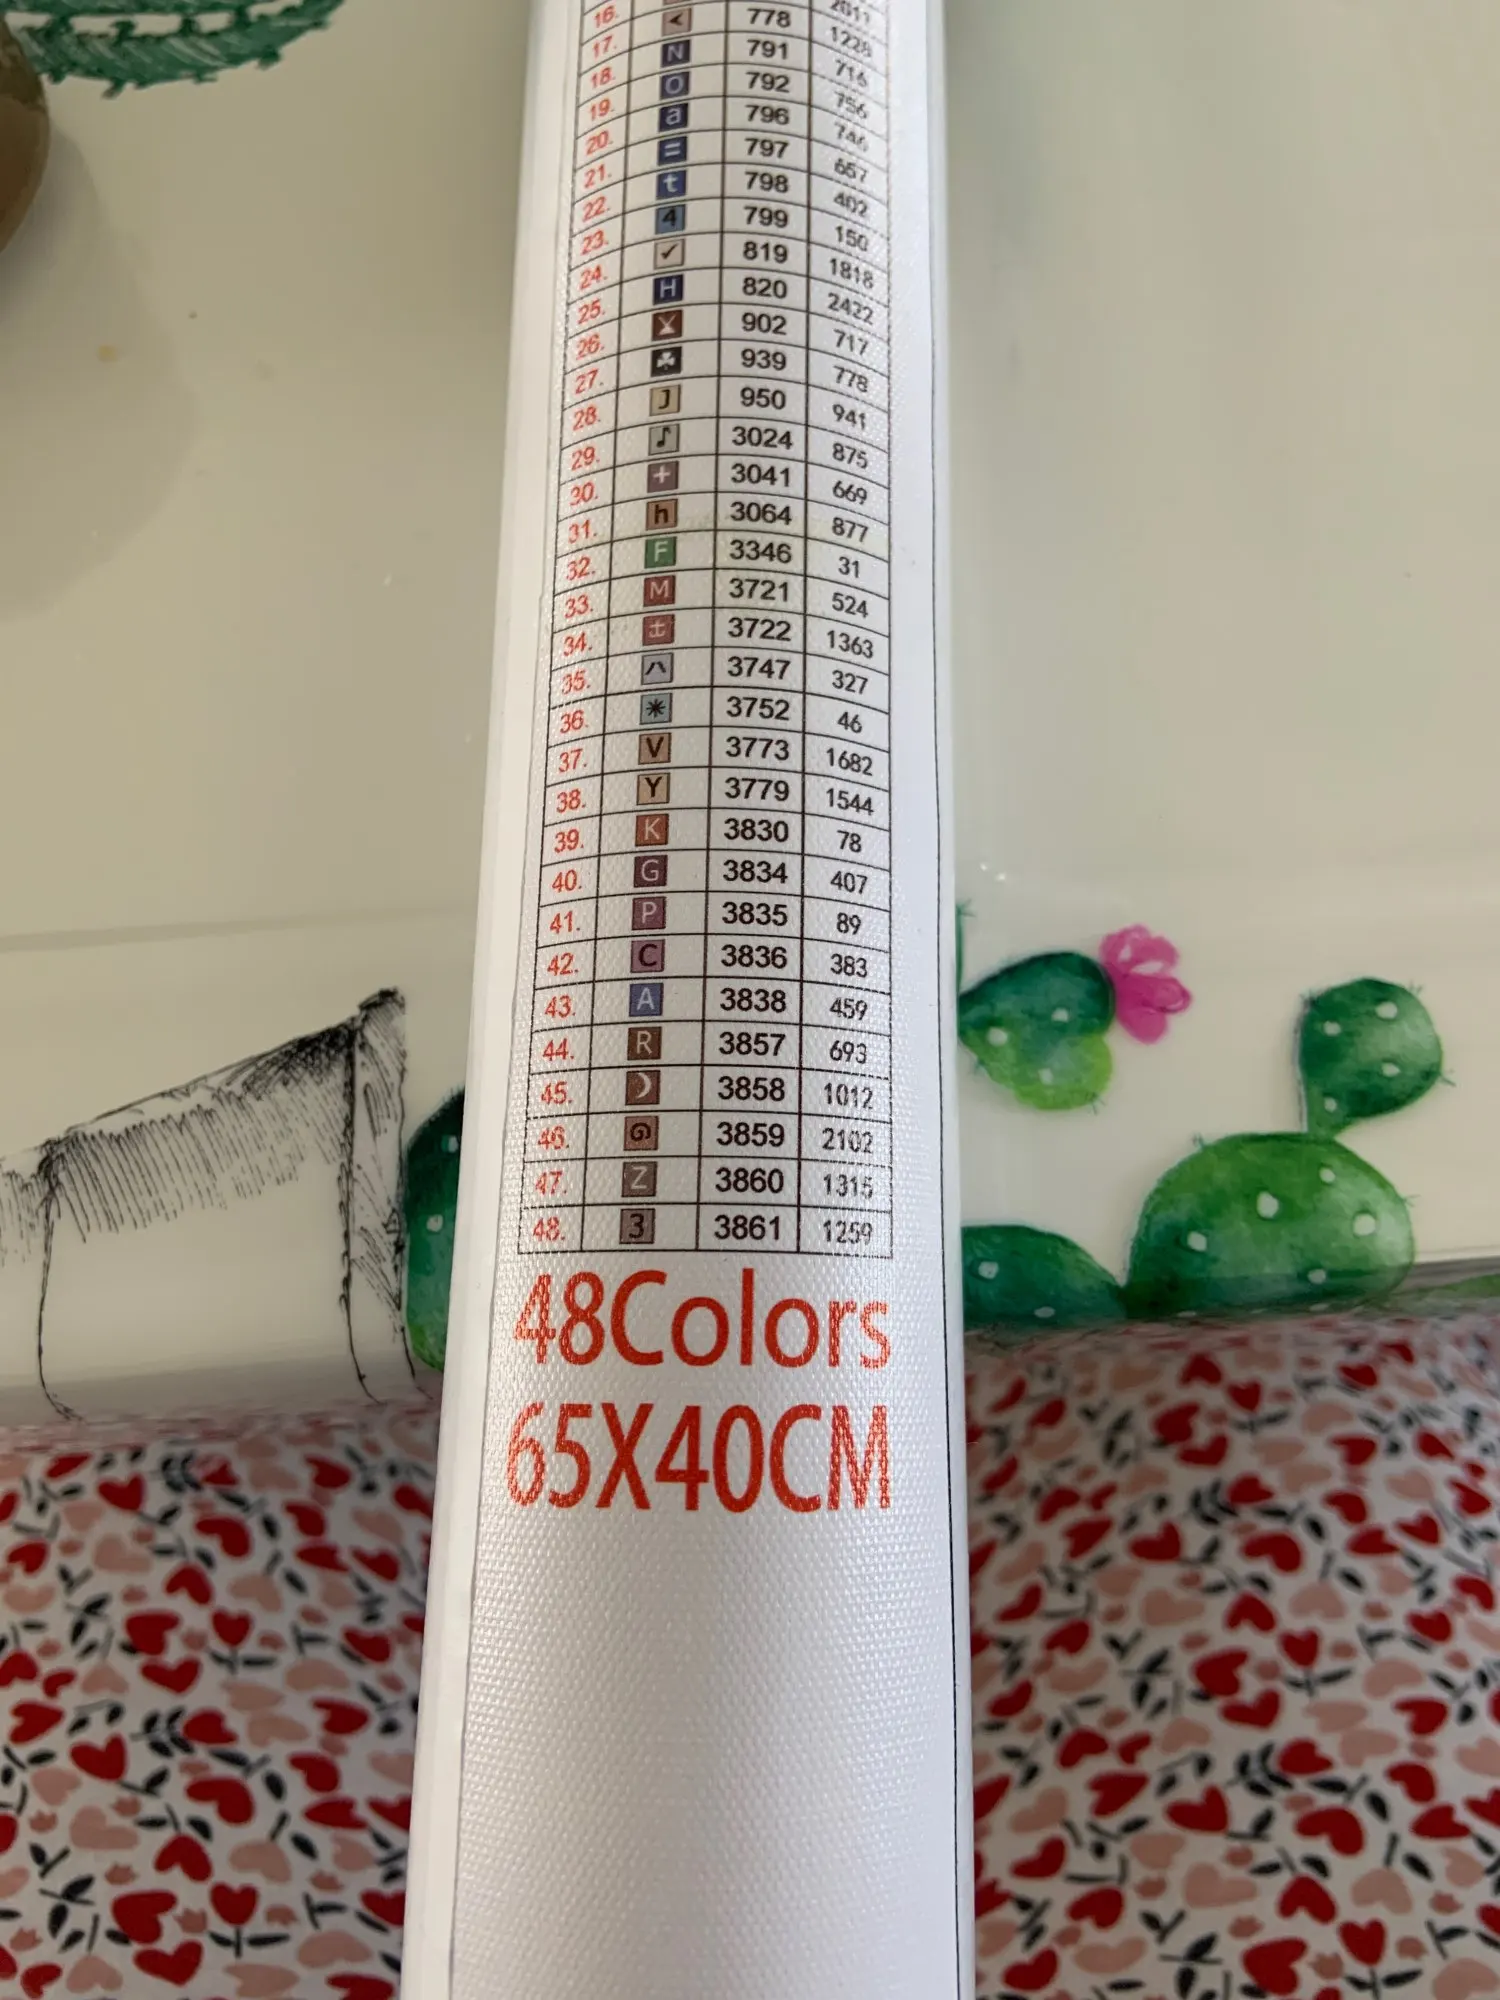 16.
17. < 778 1228
18. N 791 716
19. O 792 756
20. a 796
21. = 797
22. t 798 402
23. 4 799 150
24. ✓ 819 1818
25. H 820 2422
26. 902 717
27. ♣ 939 778
28. J 950 941
29. ♪ 3024 875
30. + 3041 669
31. h 3064 877
32. F 3346 31
33. M 3721 524
34. ± 3722 1363
35. 3747 327
36. * 3752 46
37. V 3773 1682
38. Y 3779 1544
39. K 3830 78
40. G 3834 407
41. P 3835 89
42. C 3836 383
43. A 3838 459
44. R 3857 693
45. ☽ 3858 1012
46. 3859 2102
47. Z 3860 1315
48. 3 3861 1259
48Colors
65X40CM